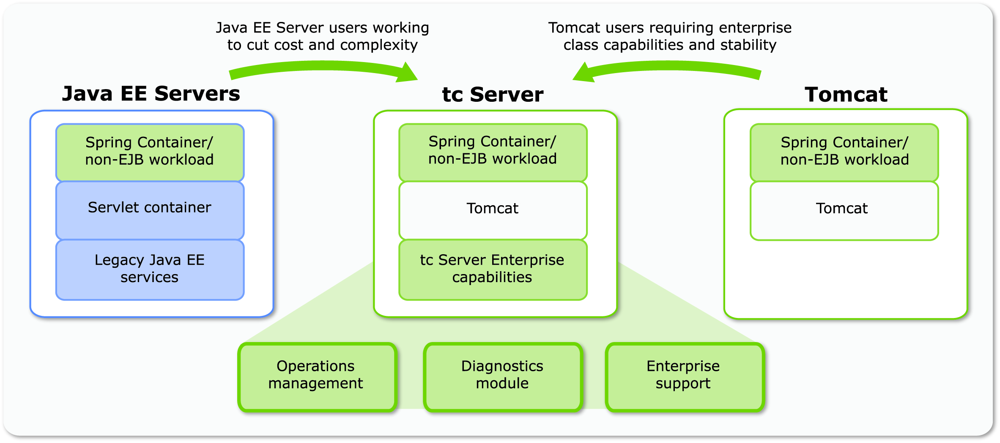 Java EE Server users working
to cut cost and complexity
Tomcat users requiring enterprise
class capabilities and stability
Java EE Servers
tc Server
Tomcat
Spring Container/
non-EJB workload
Servlet container
Legacy Java EE
services
Spring Container/
non-EJB workload
Tomcat
tc Server Enterprise
capabilities
Spring Container/
non-EJB workload
Tomcat
Operations
management
Diagnostics
module
Enterprise
support